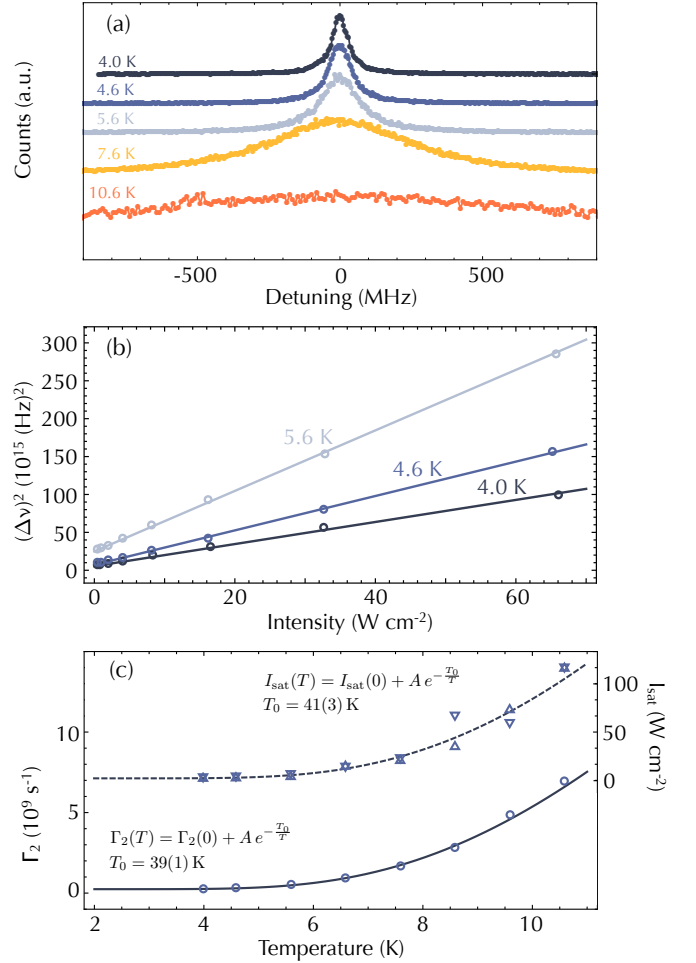 (a)
4.0 K
4.6 K
5.6 K
7.6 K
10.6 K
Counts (a.u.)
-500 0 500
Detuning (MHz)
(b)
300
250
200
150
100
50
0
(Δν)² (10¹⁵ (Hz)²)
5.6 K
4.6 K
4.0 K
0 20 40 60
Intensity (W cm⁻²)
(c)
I_sat(T) = I_sat(0) + A e^{-T₀/T}
T₀ = 41(3) K
Γ₂(T) = Γ₂(0) + A e^{-T₀/T}
T₀ = 39(1) K
10
5
0
Γ₂ (10⁹ s⁻¹)
100
50
0
I_sat (W cm⁻²)
2 4 6 8 10
Temperature (K)